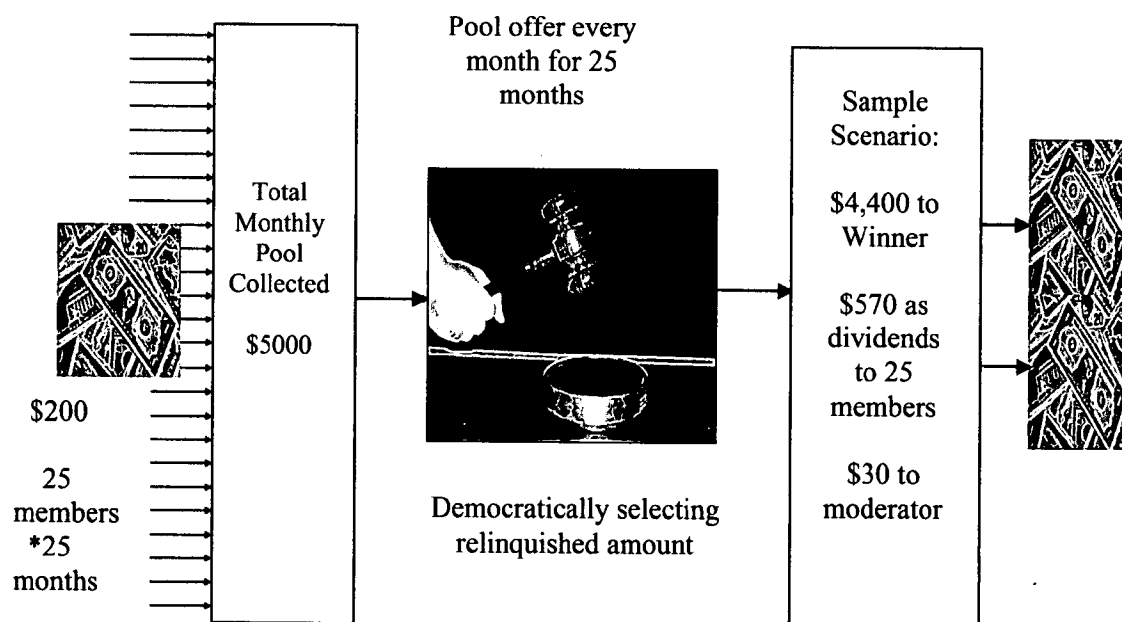 $200
25
members
*25
months
Total
Monthly
Pool
Collected
$5000
Pool offer every
month for 25
months
Democratically selecting
relinquished amount
Sample
Scenario:
$4,400 to
Winner
$570 as
dividends
to 25
members
$30 to
moderator